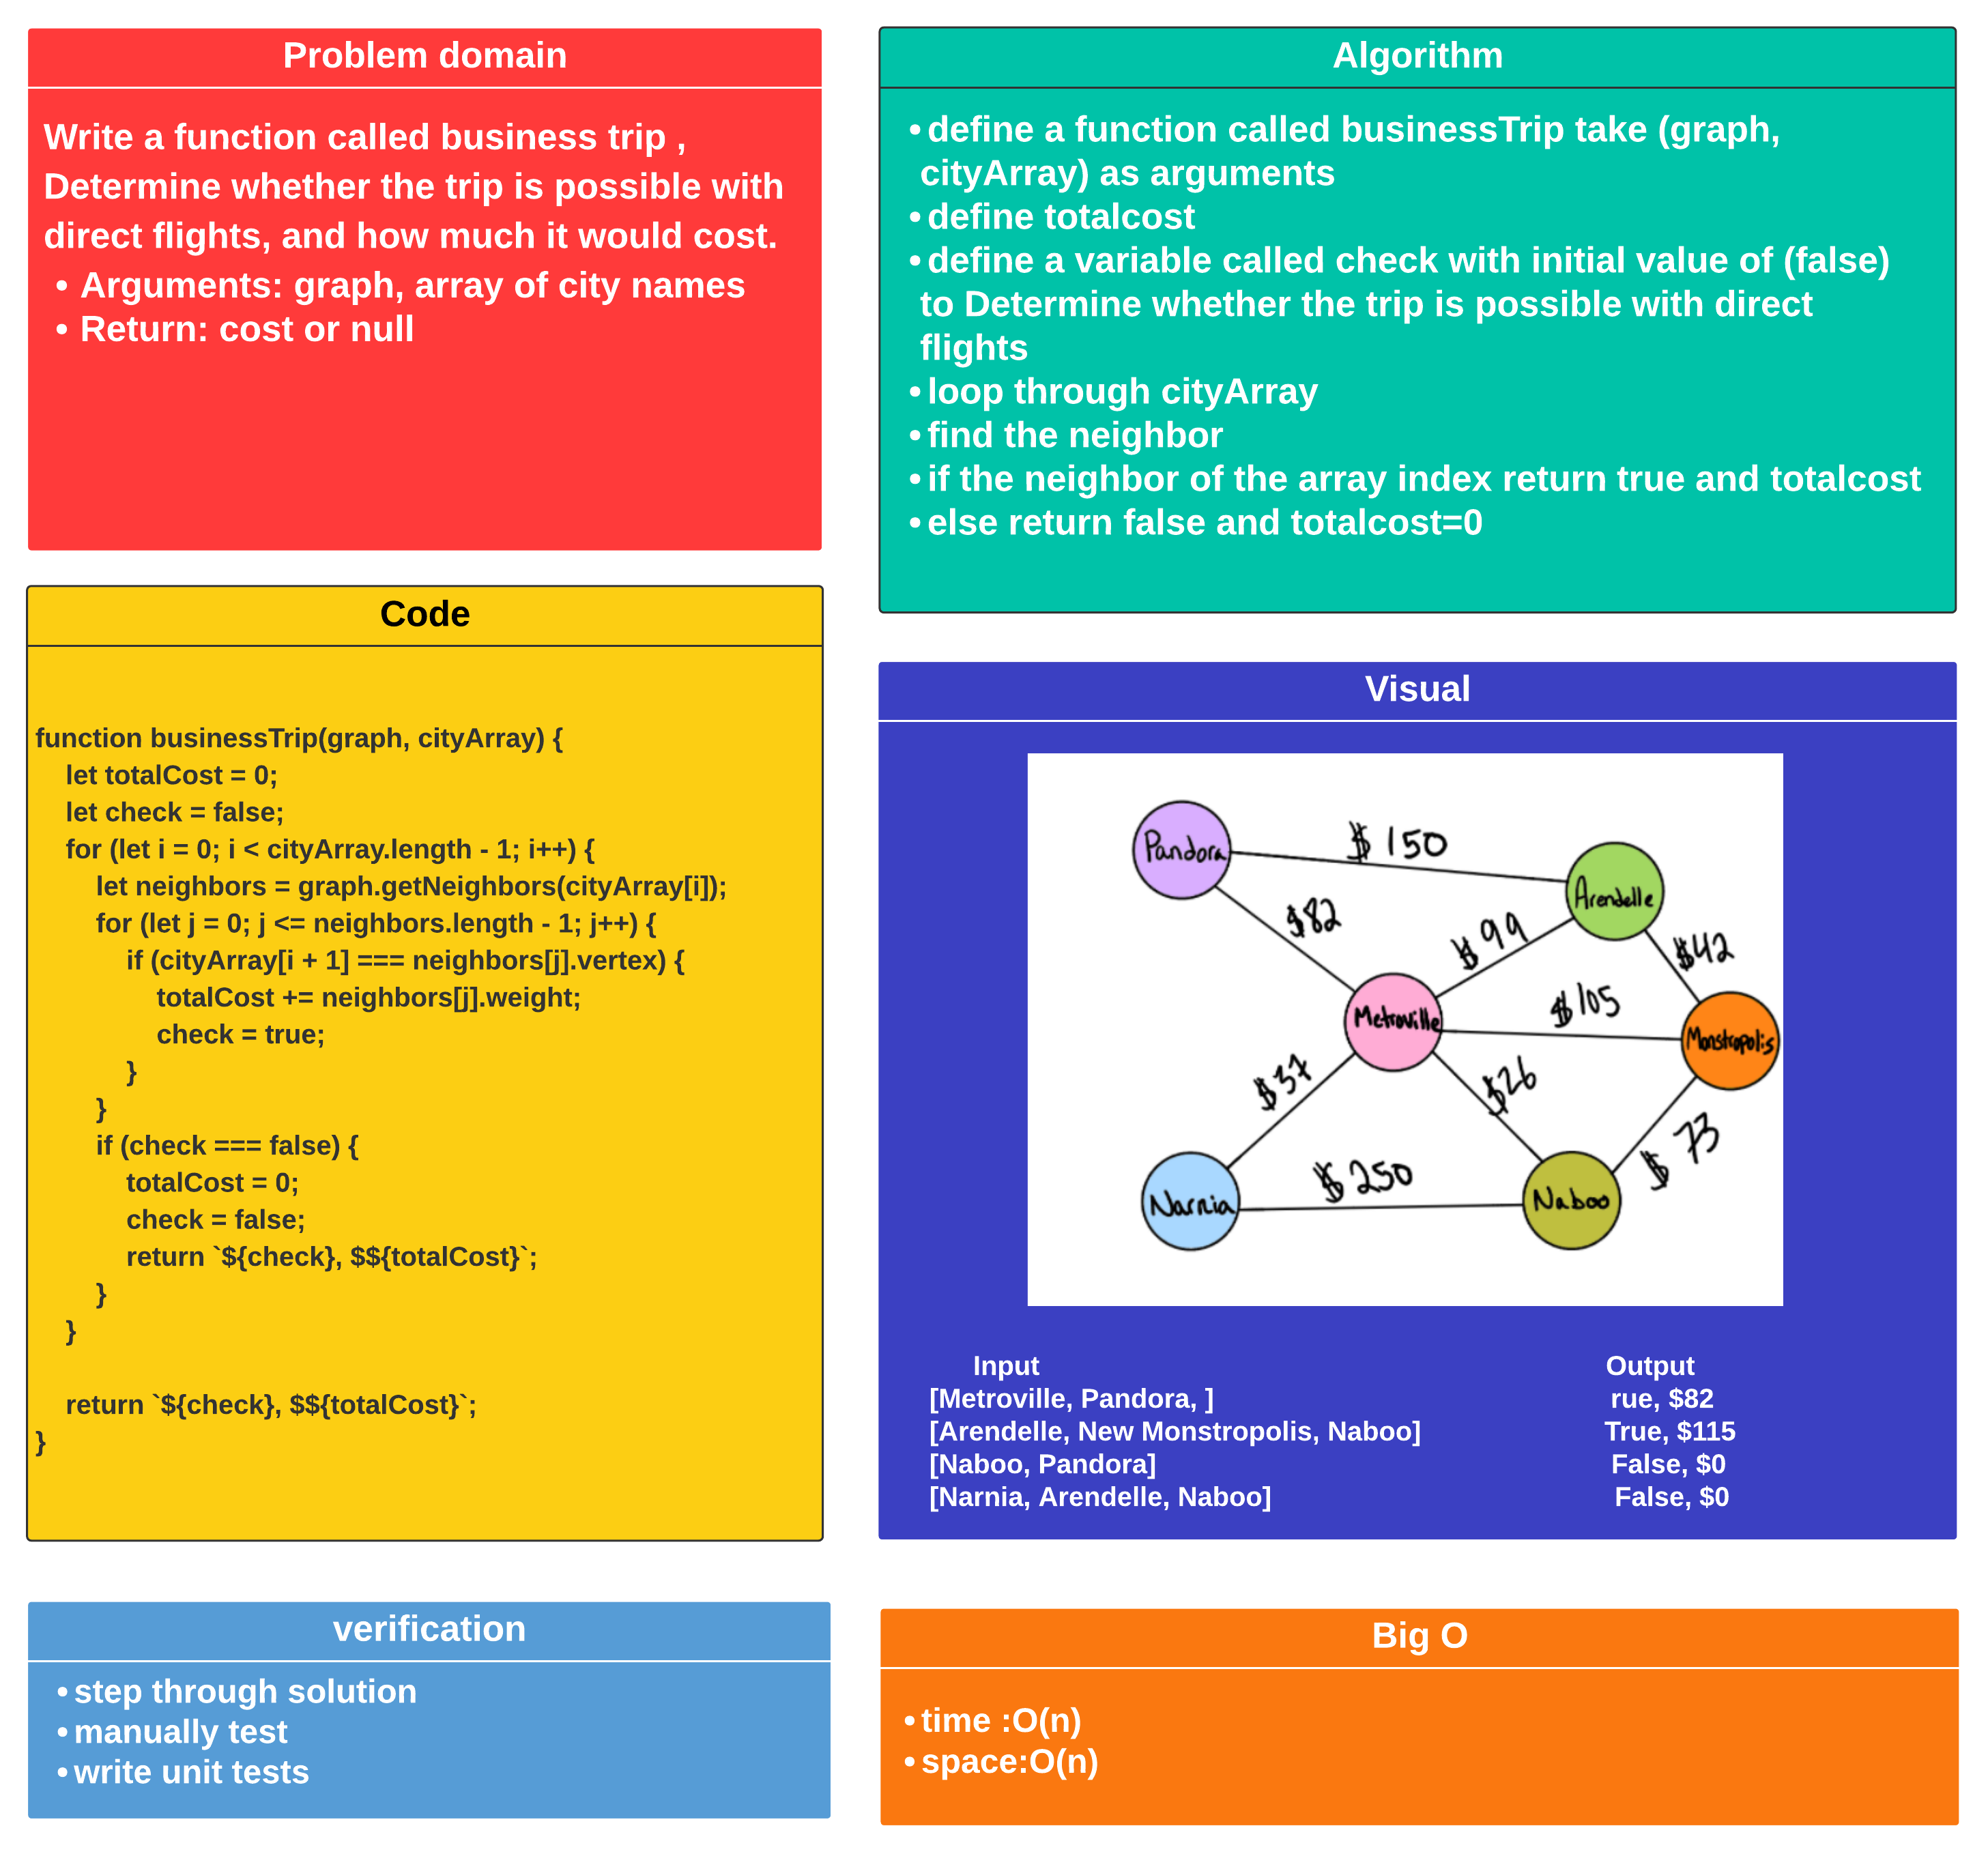 Problem domain
Write a function called business trip ,
Determine whether the trip is possible with
direct flights, and how much it would cost.
• Arguments: graph, array of city names
• Return: cost or null
Algorithm
• define a function called businessTrip take (graph,
cityArray) as arguments
• define totalcost
• define a variable called check with initial value of (false)
to Determine whether the trip is possible with direct
flights
• loop through cityArray
• find the neighbor
• if the neighbor of the array index return true and totalcost
• else return false and totalcost=0
Code
function businessTrip(graph, cityArray) {
let totalCost = 0;
let check = false;
for (let i = 0; i < cityArray.length - 1; i++) {
let neighbors = graph.getNeighbors(cityArray[i]);
for (let j = 0; j <= neighbors.length - 1; j++) {
if (cityArray[i + 1] === neighbors[j].vertex) {
totalCost += neighbors[j].weight;
check = true;
}
}
if (check === false) {
totalCost = 0;
check = false;
return `${check}, $${totalCost}`;
}
}
return `${check}, $${totalCost}`;
}
Visual
Pandora
$150
Arendelle
$82
$99
$42
Metroville
$105
Monstropolis
$37
$26
$73
Narnia
$250
Naboo
Input Output
[Metroville, Pandora, ] rue, $82
[Arendelle, New Monstropolis, Naboo] True, $115
[Naboo, Pandora] False, $0
[Narnia, Arendelle, Naboo] False, $0
verification
• step through solution
• manually test
• write unit tests
Big O
• time :O(n)
• space:O(n)